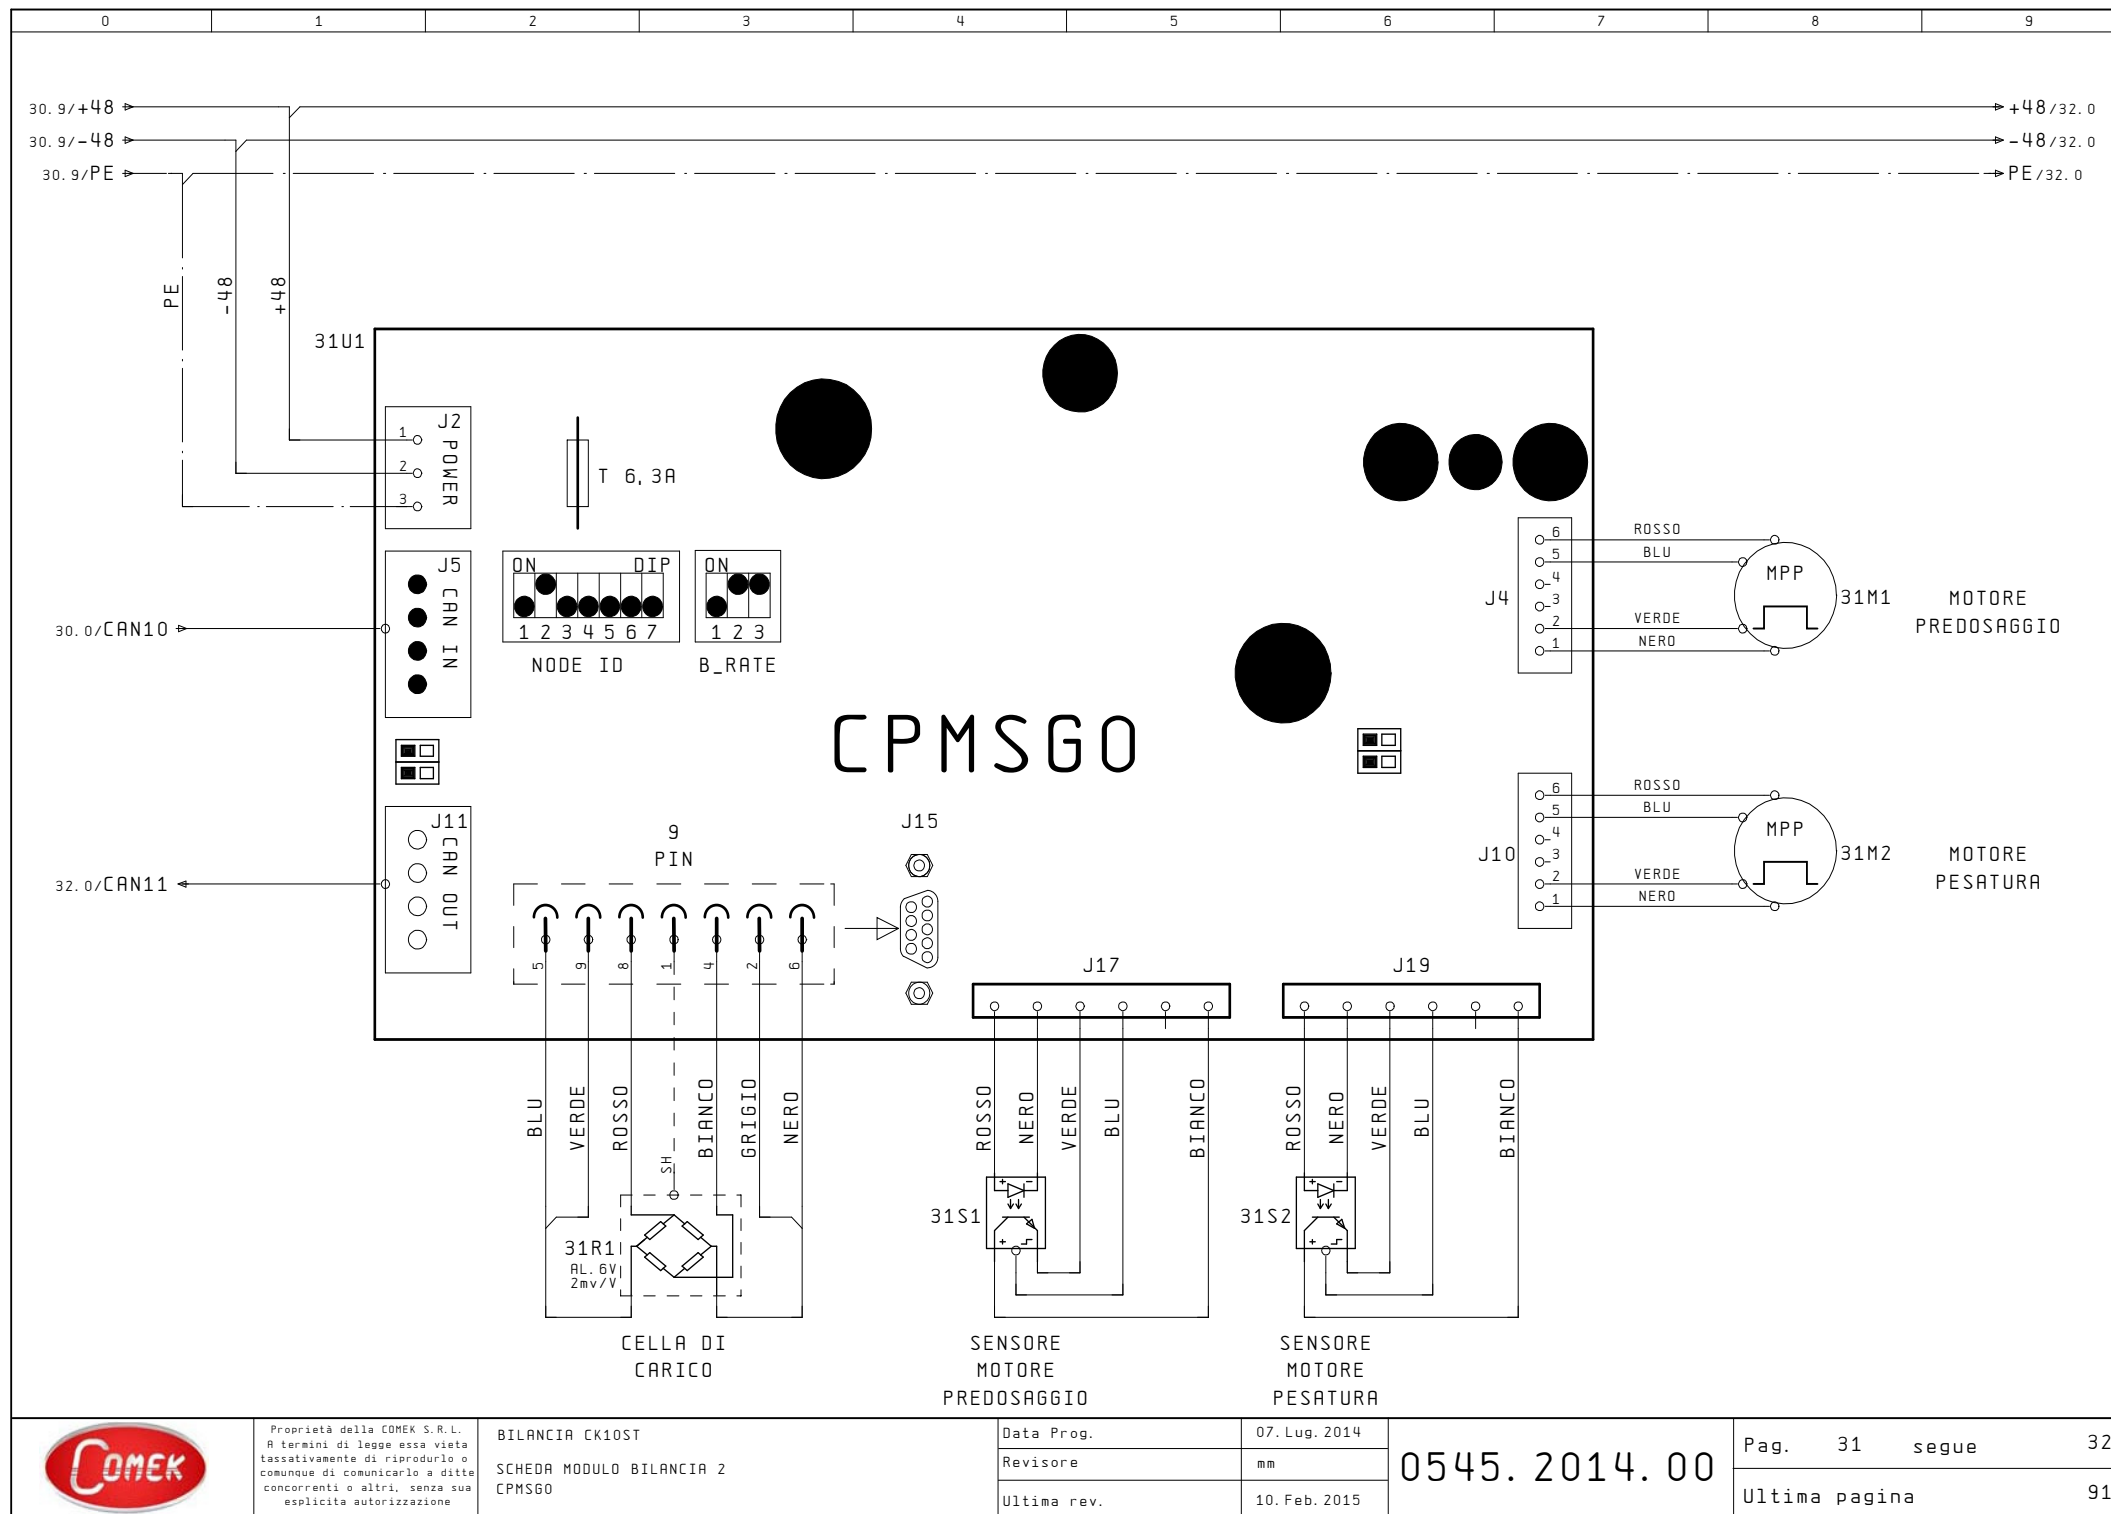 0 1 2 3 4 5 6 7 8 9
30.9/+48
+48/32.0
30.9/-48
-48/32.0
30.9/PE
PE/32.0
PE
-48
+48
31U1
J2
POWER
1
2
3
T 6,3A
J5
CAN IN
30.0/CAN10
ON DIP
1 2 3 4 5 6 7
NODE ID
ON
1 2 3
B_RATE
CPMSGO
J4
6
5
4
3
2
1
ROSSO
BLU
VERDE
NERO
MPP
31M1
MOTORE
PREDOSAGGIO
J10
6
5
4
3
2
1
ROSSO
BLU
VERDE
NERO
MPP
31M2
MOTORE
PESATURA
J11
CAN OUT
32.0/CAN11
9
PIN
5 9 8 1 4 2 6
J15
J17
J19
BLU
VERDE
ROSSO
SH
BIANCO
GRIGIO
NERO
ROSSO
NERO
VERDE
BLU
BIANCO
ROSSO
NERO
VERDE
BLU
BIANCO
31R1
AL.6V
2mv/V
+ -
31S1
+
+ -
31S2
+
CELLA DI
CARICO
SENSORE
MOTORE
PREDOSAGGIO
SENSORE
MOTORE
PESATURA
COMEK
Proprietà della COMEK S.R.L.
A termini di legge essa vieta
tassativamente di riprodurlo o
comunque di comunicarlo a ditte
concorrenti o altri, senza sua
esplicita autorizzazione
BILANCIA CK10ST
SCHEDA MODULO BILANCIA 2
CPMSGO
Data Prog. 07.Lug.2014
Revisore mm
Ultima rev. 10.Feb.2015
0545.2014.00
Pag. 31 segue 32
Ultima pagina 91